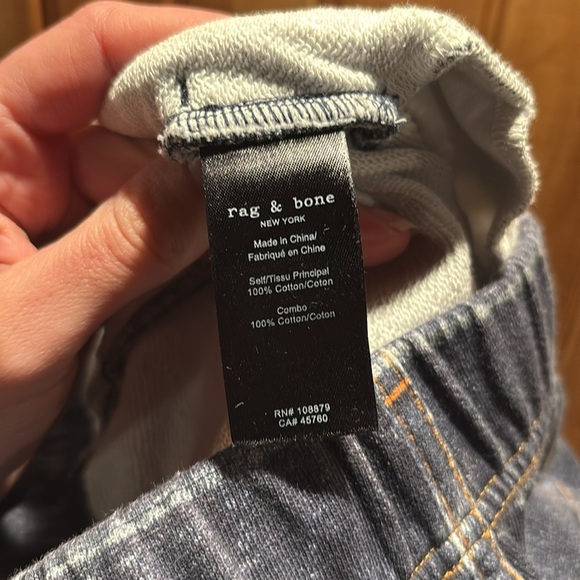 rag & bone
NEW YORK
Made in China/
Fabriqué en Chine
Self/Tissu Principal
100% Cotton/Coton
Combo
100% Cotton/Coton
RN# 108879
CA# 45760